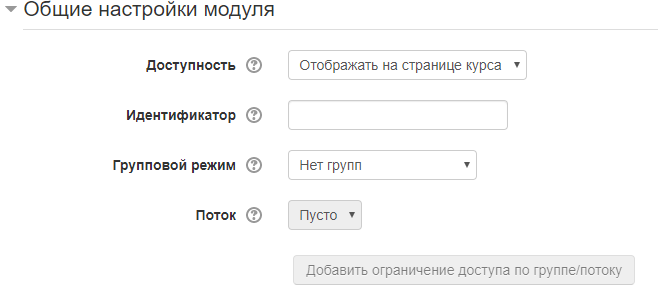 Общие настройки модуля
Доступность Отображать на странице курса
Идентификатор
Групповой режим Нет групп
Поток Пусто
Добавить ограничение доступа по группе/потоку